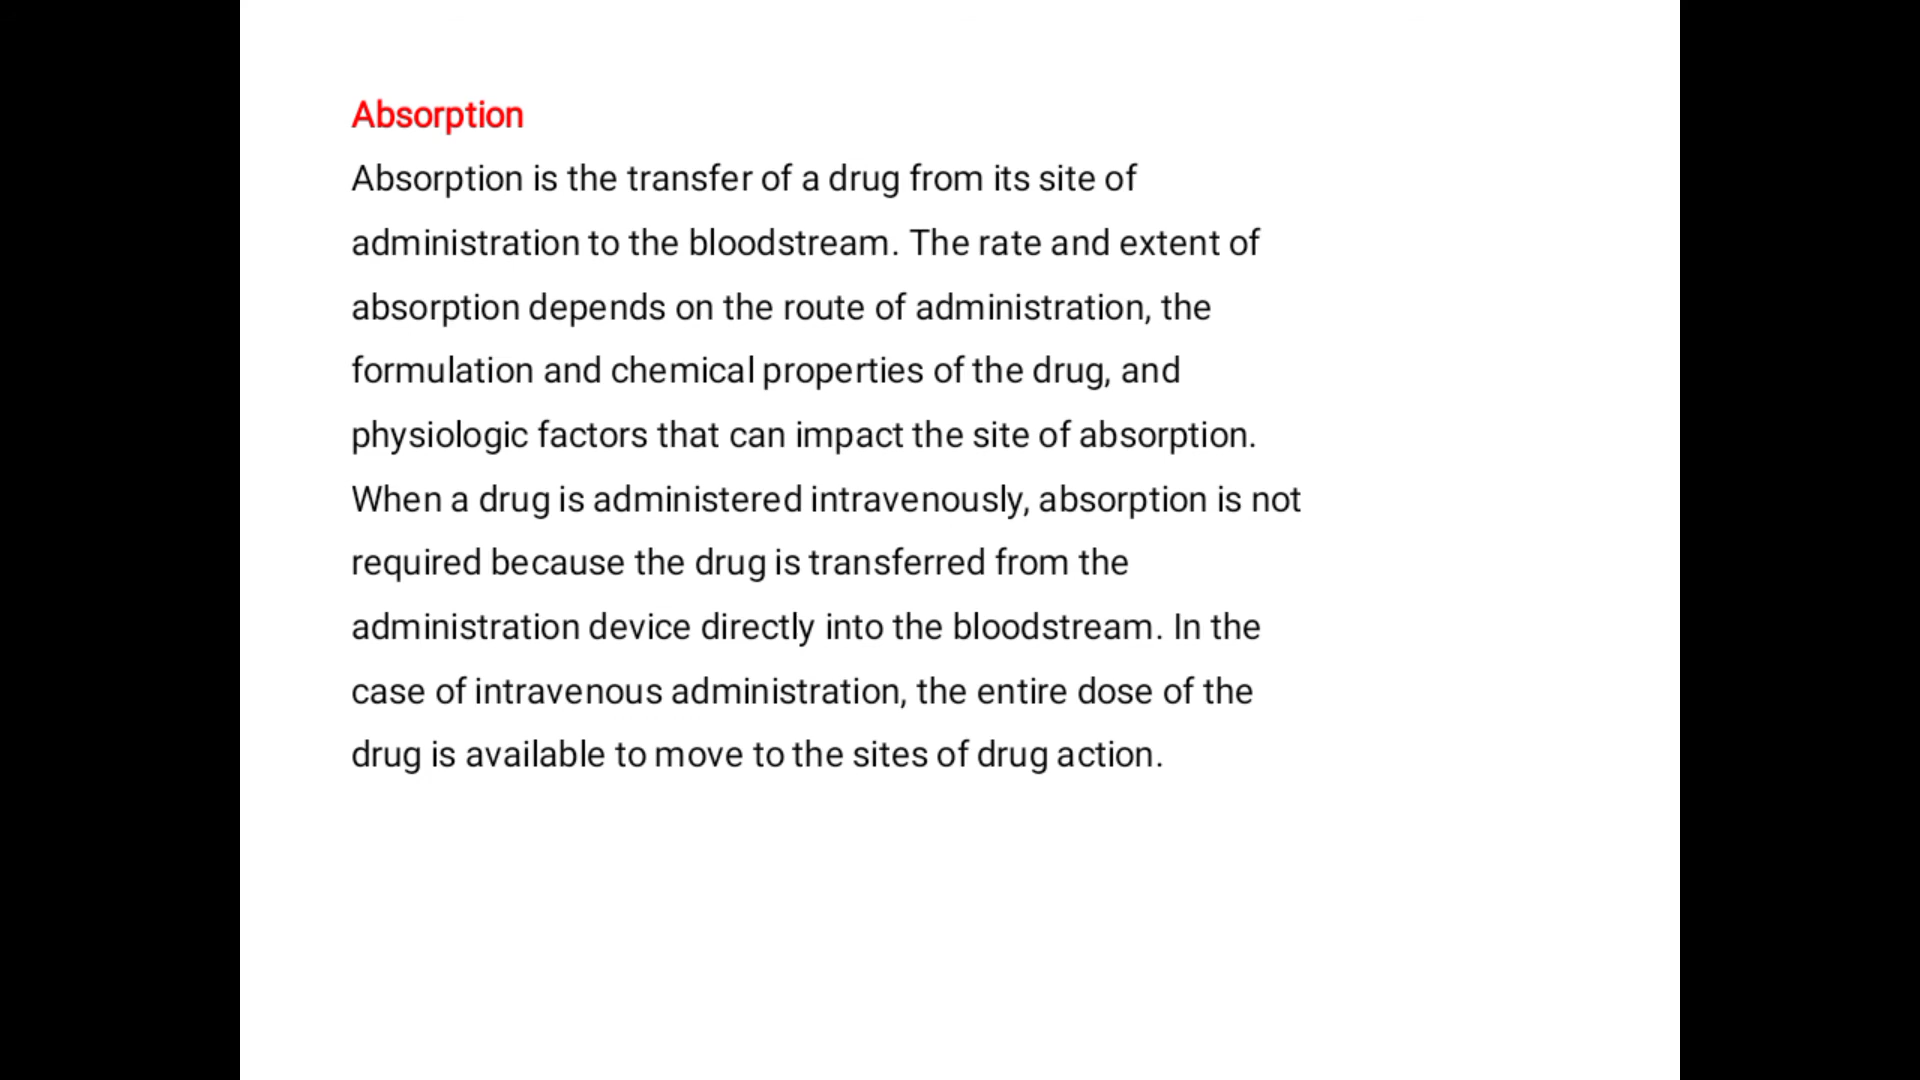 Absorption
Absorption is the transfer of a drug from its site of
administration to the bloodstream. The rate and extent of
absorption depends on the route of administration, the
formulation and chemical properties of the drug, and
physiologic factors that can impact the site of absorption.
When a drug is administered intravenously, absorption is not
required because the drug is transferred from the
administration device directly into the bloodstream. In the
case of intravenous administration, the entire dose of the
drug is available to move to the sites of drug action.